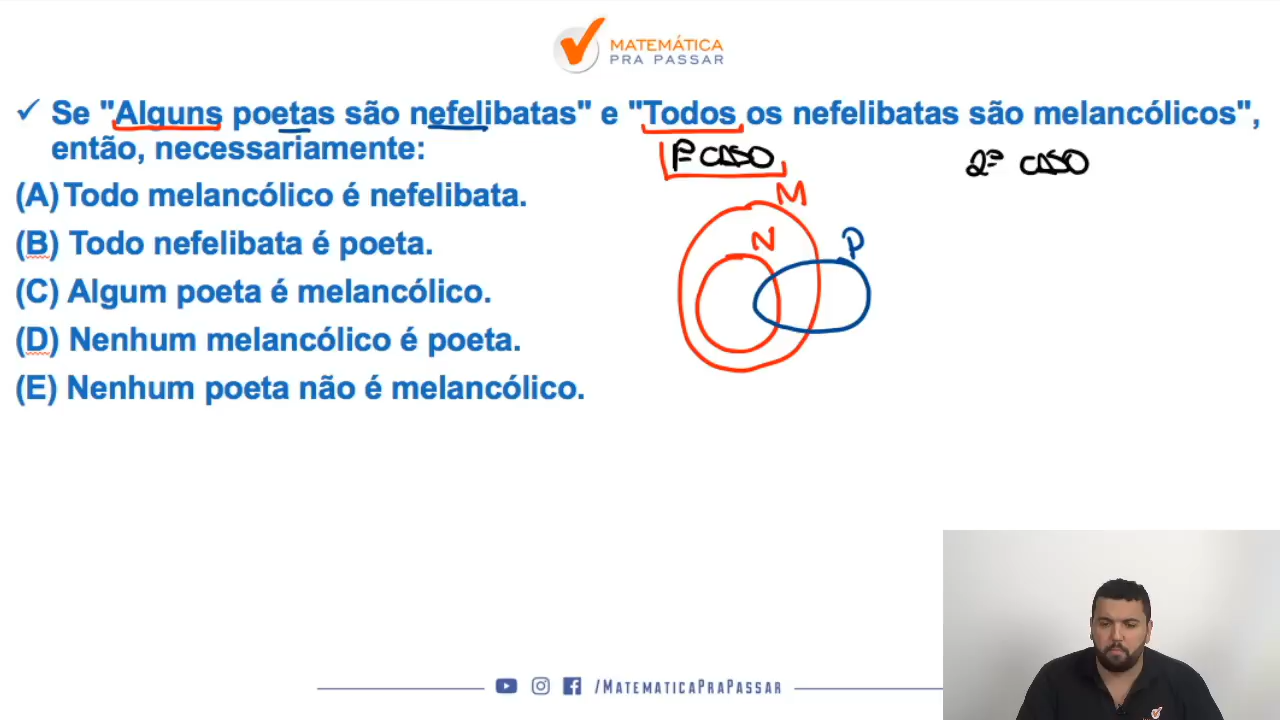 MATEMÁTICA
PRA PASSAR
✓ Se "Alguns poetas são nefelibatas" e "Todos os nefelibatas são melancólicos",
então, necessariamente:
1º CASO
2º CASO
(A) Todo melancólico é nefelibata.
(B) Todo nefelibata é poeta.
(C) Algum poeta é melancólico.
(D) Nenhum melancólico é poeta.
(E) Nenhum poeta não é melancólico.
M
N
P
/MATEMATICAPRAPASSAR